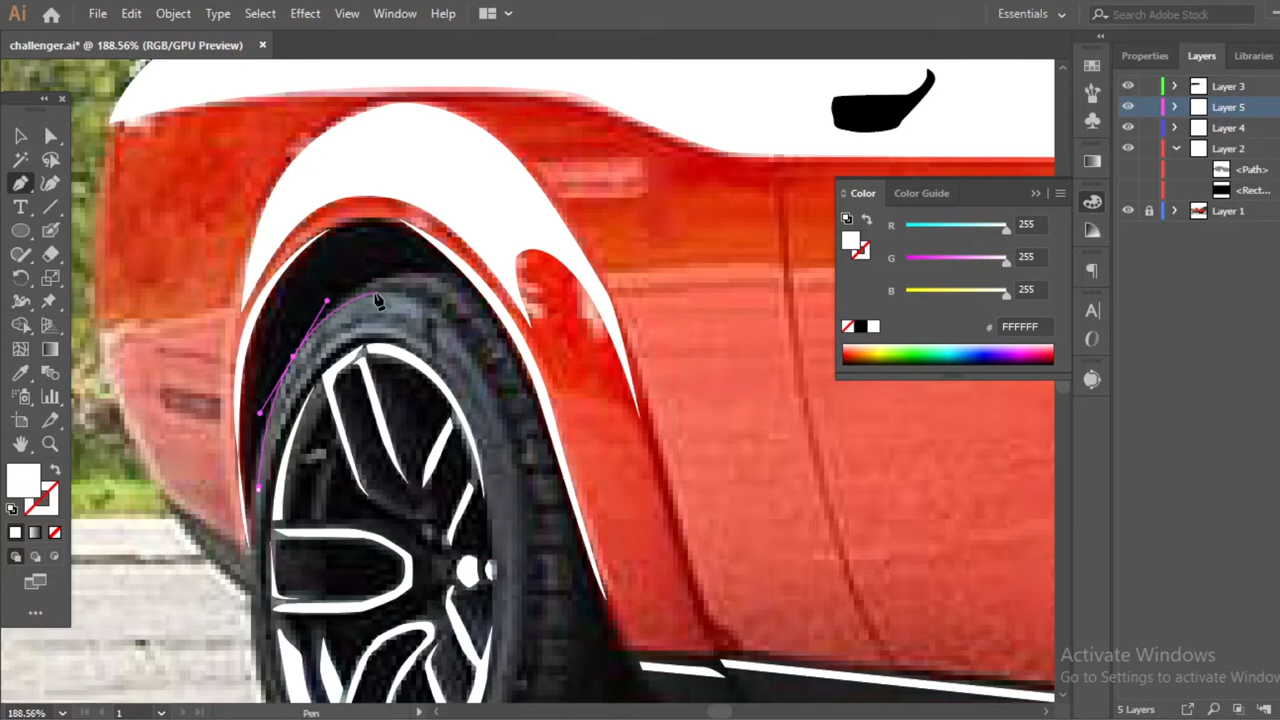 Ai File Edit Object Type Select Effect View Window Help Essentials Search Adobe Stock
challenger.ai* @ 188.56% (RGB/GPU Preview) ×
Properties Layers Libraries
Layer 3
Layer 5
Layer 4
Layer 2
<Path>
<Rect...
Layer 1
Color Color Guide
R 255
G 255
B 255
# FFFFFF
Activate Windows
Go to Settings to activate Window
188.56% 1 Pen 5 Layers